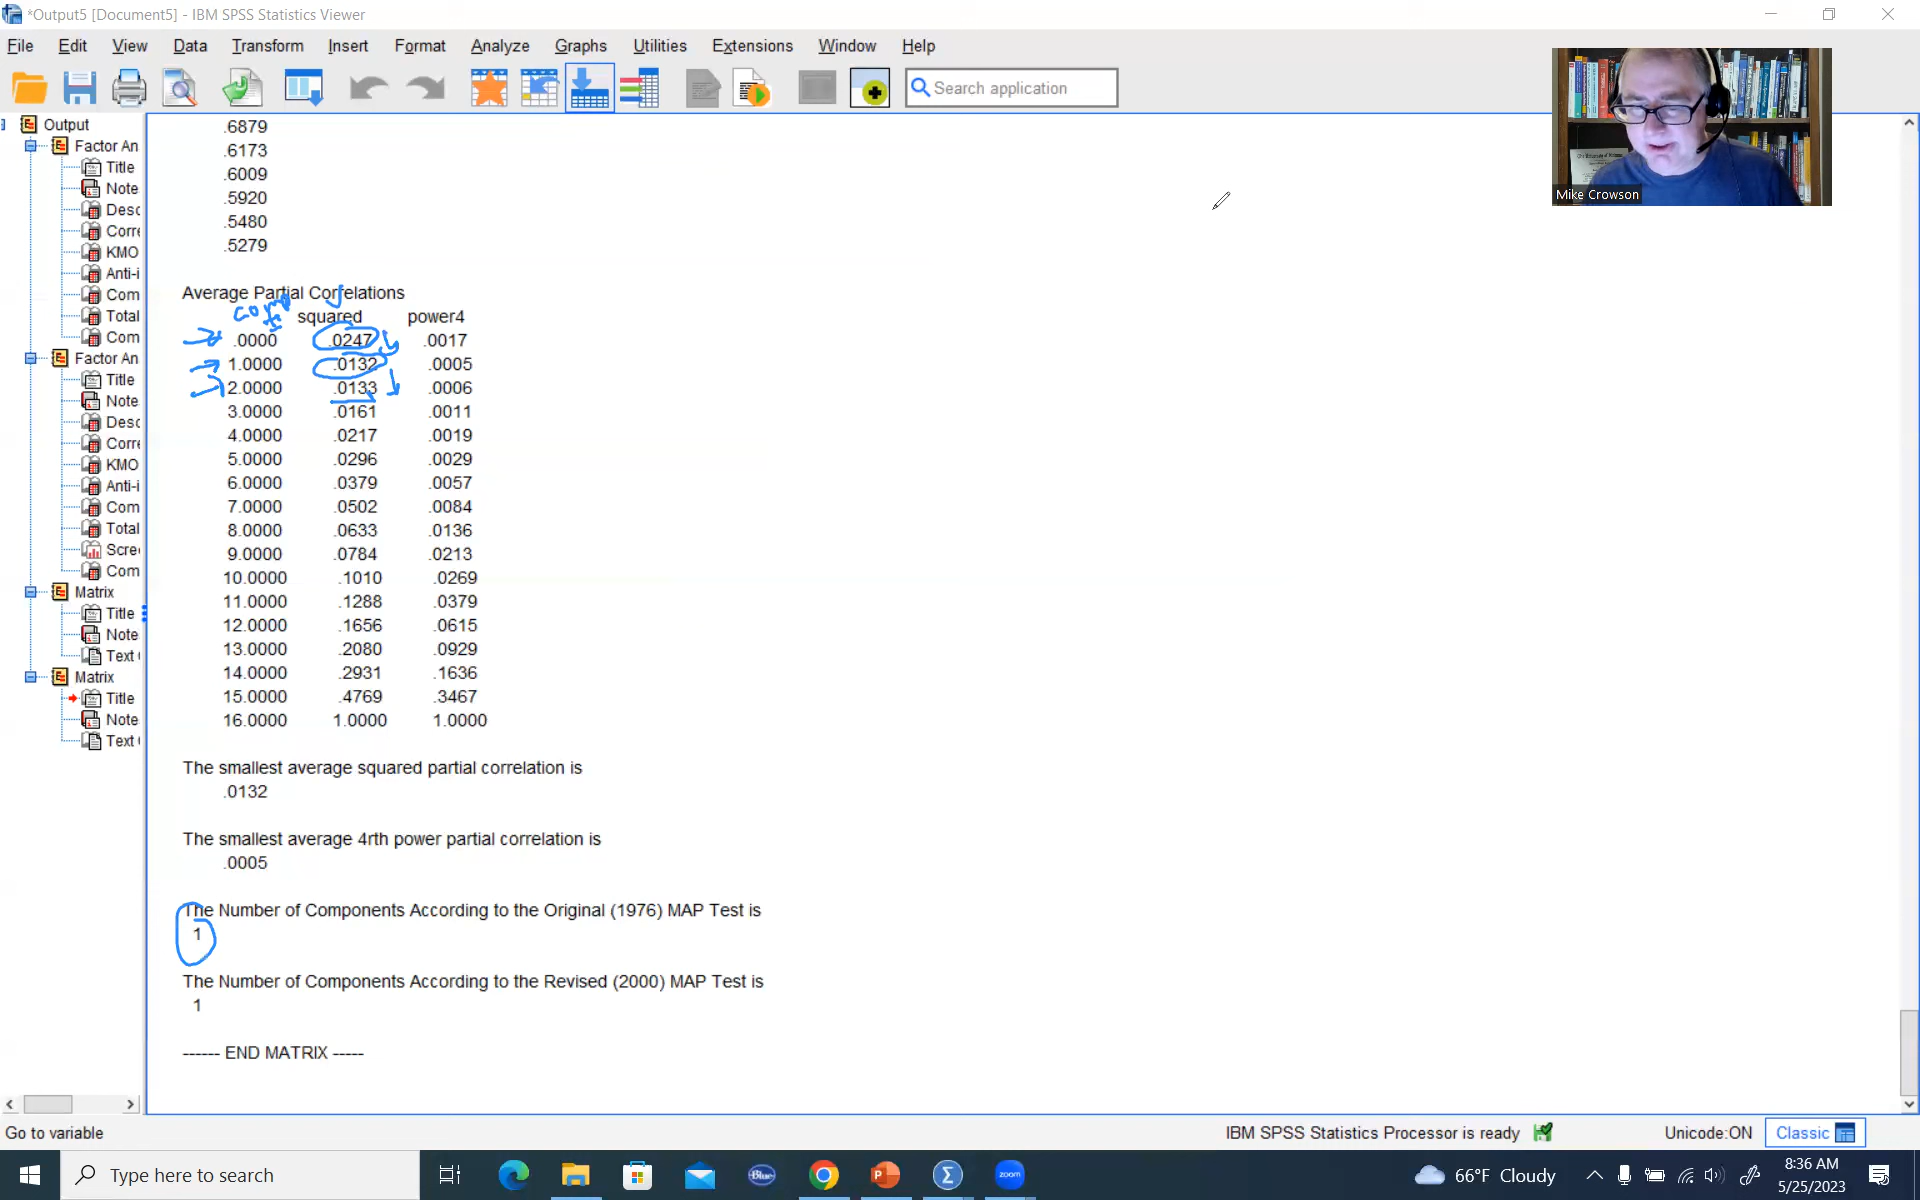 *Output5 [Document5] - IBM SPSS Statistics Viewer
File Edit View Data Transform Insert Format Analyze Graphs Utilities Extensions Window Help
Search application
Mike Crowson
Output
Factor An
Title
Note
Desc
Corre
KMO
Anti-i
Com
Total
Com
Factor An
Title
Note
Desc
Corre
KMO
Anti-i
Com
Total
Scre
Com
Matrix
Title
Note
Text
Matrix
Title
Note
Text
.6879
.6173
.6009
.5920
.5480
.5279
Average Partial Correlations
squared power4
.0000 .0247 .0017
1.0000 .0132 .0005
2.0000 .0133 .0006
3.0000 .0161 .0011
4.0000 .0217 .0019
5.0000 .0296 .0029
6.0000 .0379 .0057
7.0000 .0502 .0084
8.0000 .0633 .0136
9.0000 .0784 .0213
10.0000 .1010 .0269
11.0000 .1288 .0379
12.0000 .1656 .0615
13.0000 .2080 .0929
14.0000 .2931 .1636
15.0000 .4769 .3467
16.0000 1.0000 1.0000
The smallest average squared partial correlation is
.0132
The smallest average 4rth power partial correlation is
.0005
The Number of Components According to the Original (1976) MAP Test is
1
The Number of Components According to the Revised (2000) MAP Test is
1
------ END MATRIX -----
Go to variable
IBM SPSS Statistics Processor is ready Unicode:ON Classic
Type here to search
Blue
zoom
66°F Cloudy
8:36 AM
5/25/2023